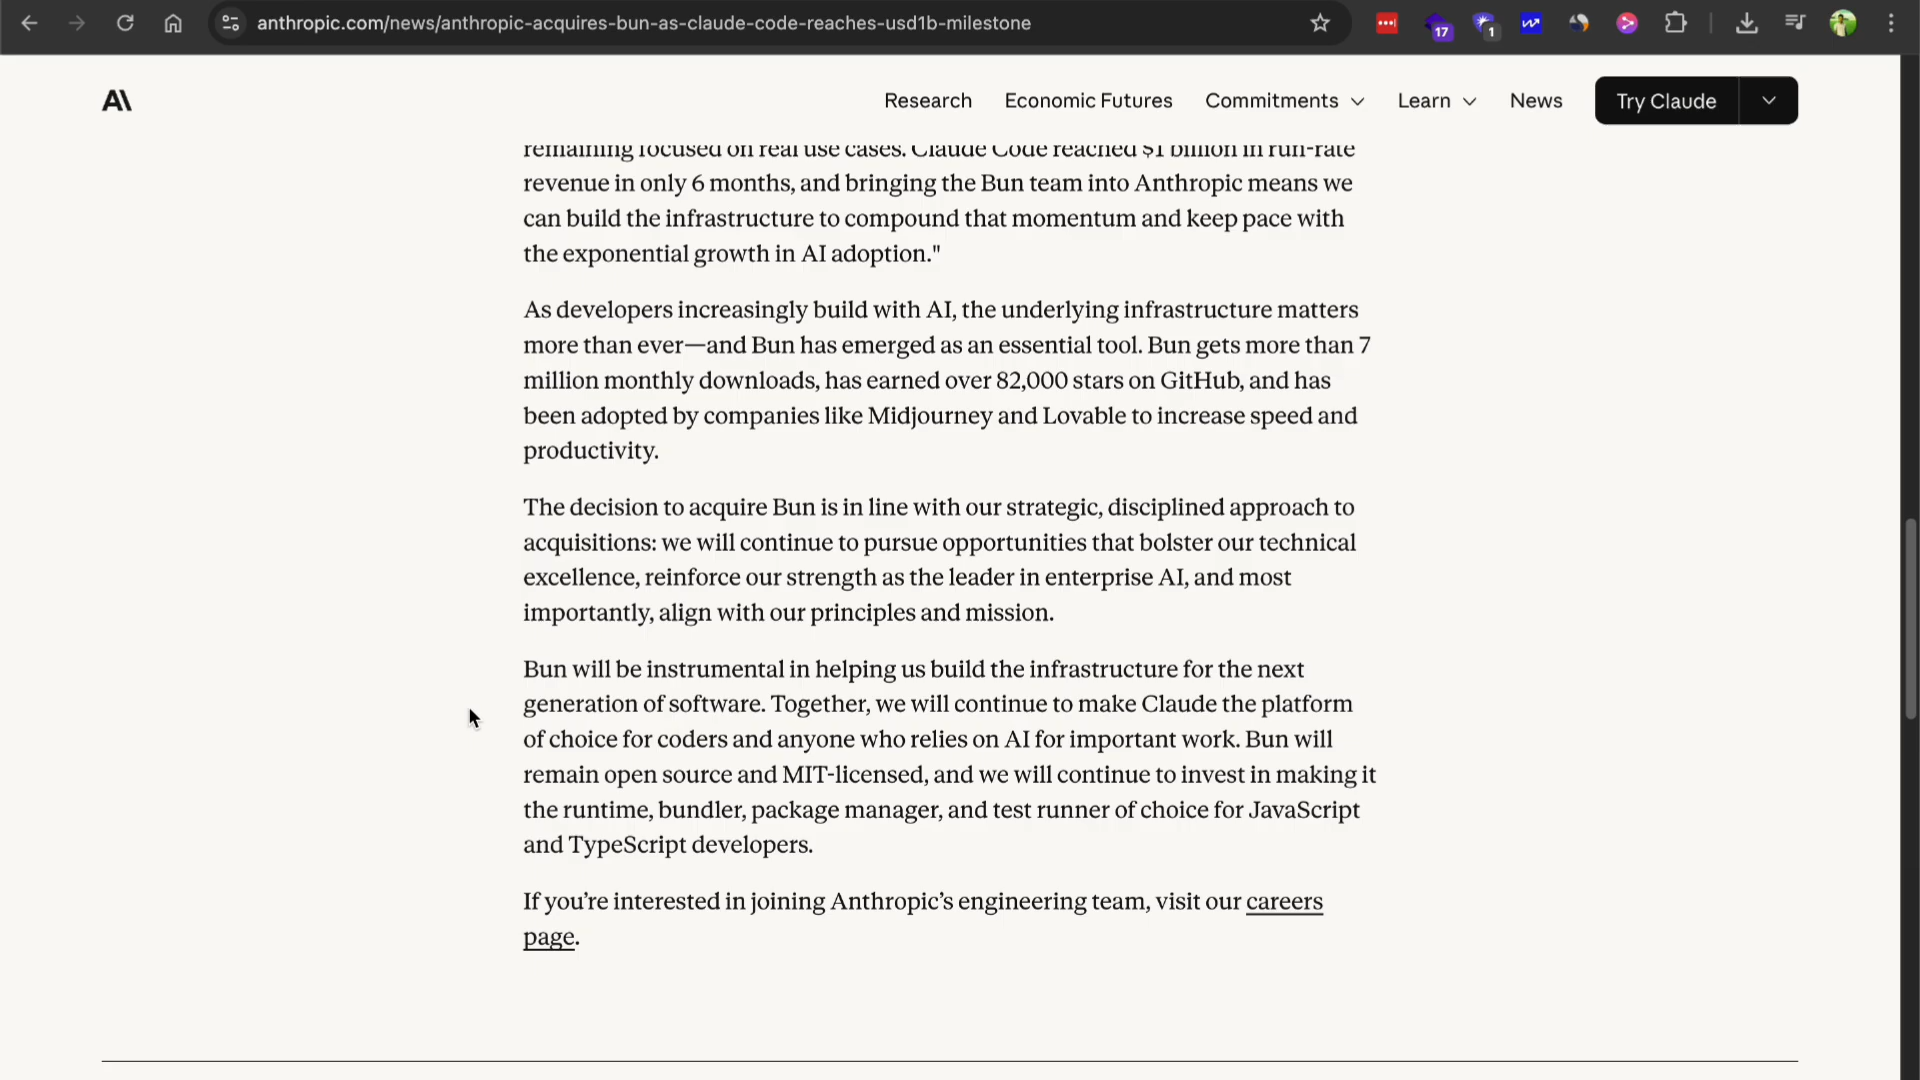 anthropic.com/news/anthropic-acquires-bun-as-claude-code-reaches-usd1b-milestone
17
1
A\
Research
Economic Futures
Commitments
Learn
News
Try Claude
remaining focused on real use cases. Claude Code reached $1 billion in run-rate
revenue in only 6 months, and bringing the Bun team into Anthropic means we
can build the infrastructure to compound that momentum and keep pace with
the exponential growth in AI adoption."
As developers increasingly build with AI, the underlying infrastructure matters
more than ever—and Bun has emerged as an essential tool. Bun gets more than 7
million monthly downloads, has earned over 82,000 stars on GitHub, and has
been adopted by companies like Midjourney and Lovable to increase speed and
productivity.
The decision to acquire Bun is in line with our strategic, disciplined approach to
acquisitions: we will continue to pursue opportunities that bolster our technical
excellence, reinforce our strength as the leader in enterprise AI, and most
importantly, align with our principles and mission.
Bun will be instrumental in helping us build the infrastructure for the next
generation of software. Together, we will continue to make Claude the platform
of choice for coders and anyone who relies on AI for important work. Bun will
remain open source and MIT-licensed, and we will continue to invest in making it
the runtime, bundler, package manager, and test runner of choice for JavaScript
and TypeScript developers.
If you’re interested in joining Anthropic’s engineering team, visit our careers
page.